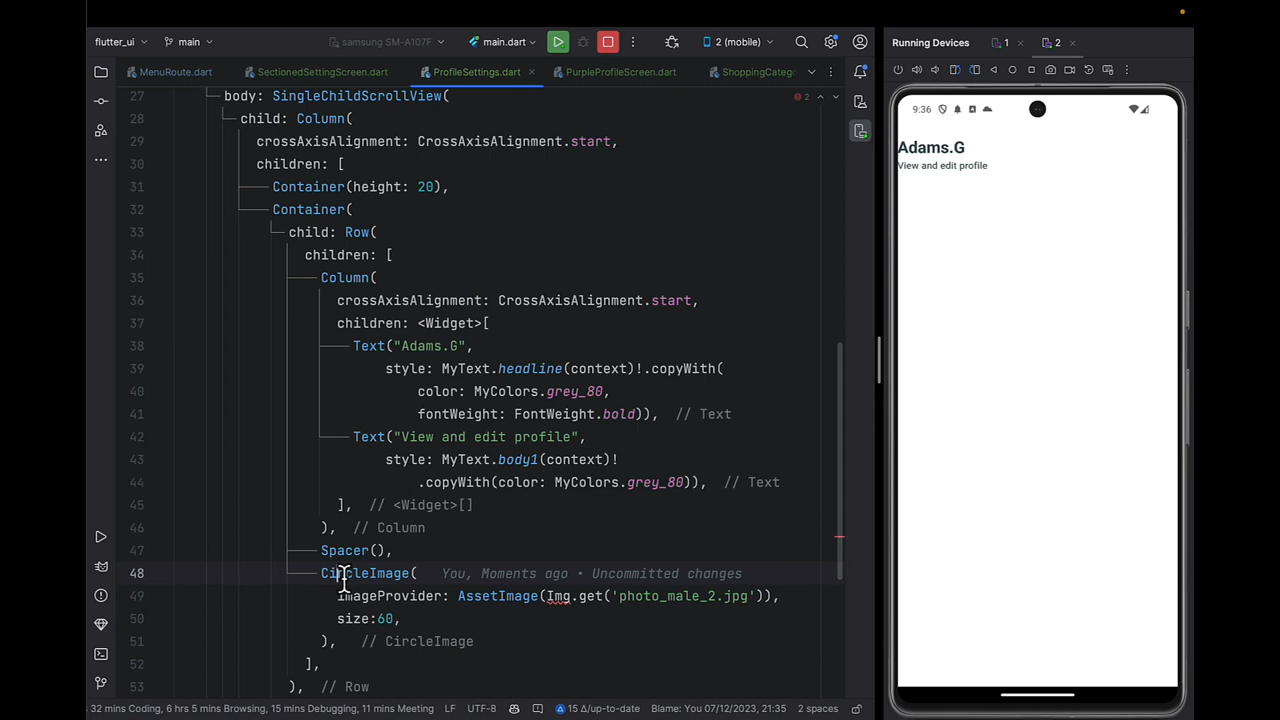 flutter_ui main samsung SM-A107F main.dart 2 (mobile) Running Devices 1 2
MenuRoute.dart SectionedSettingScreen.dart ProfileSettings.dart PurpleProfileScreen.dart ShoppingCateg
27 body: SingleChildScrollView( 2
28 child: Column(
29 crossAxisAlignment: CrossAxisAlignment.start,
30 children: [
31 Container(height: 20),
32 Container(
33 child: Row(
34 children: [
35 Column(
36 crossAxisAlignment: CrossAxisAlignment.start,
37 children: <Widget>[
38 Text("Adams.G",
39 style: MyText.headline(context)!.copyWith(
40 color: MyColors.grey_80,
41 fontWeight: FontWeight.bold)), // Text
42 Text("View and edit profile",
43 style: MyText.body1(context)!
44 .copyWith(color: MyColors.grey_80)), // Text
45 ], // <Widget>[]
46 ), // Column
47 Spacer(),
48 CircleImage( You, Moments ago • Uncommitted changes
49 imageProvider: AssetImage(Img.get('photo_male_2.jpg')),
50 size:60,
51 ), // CircleImage
52 ],
53 ), // Row
32 mins Coding, 6 hrs 5 mins Browsing, 15 mins Debugging, 11 mins Meeting LF UTF-8 15 Δ/up-to-date Blame: You 07/12/2023, 21:35 2 spaces
9:36
Adams.G
View and edit profile